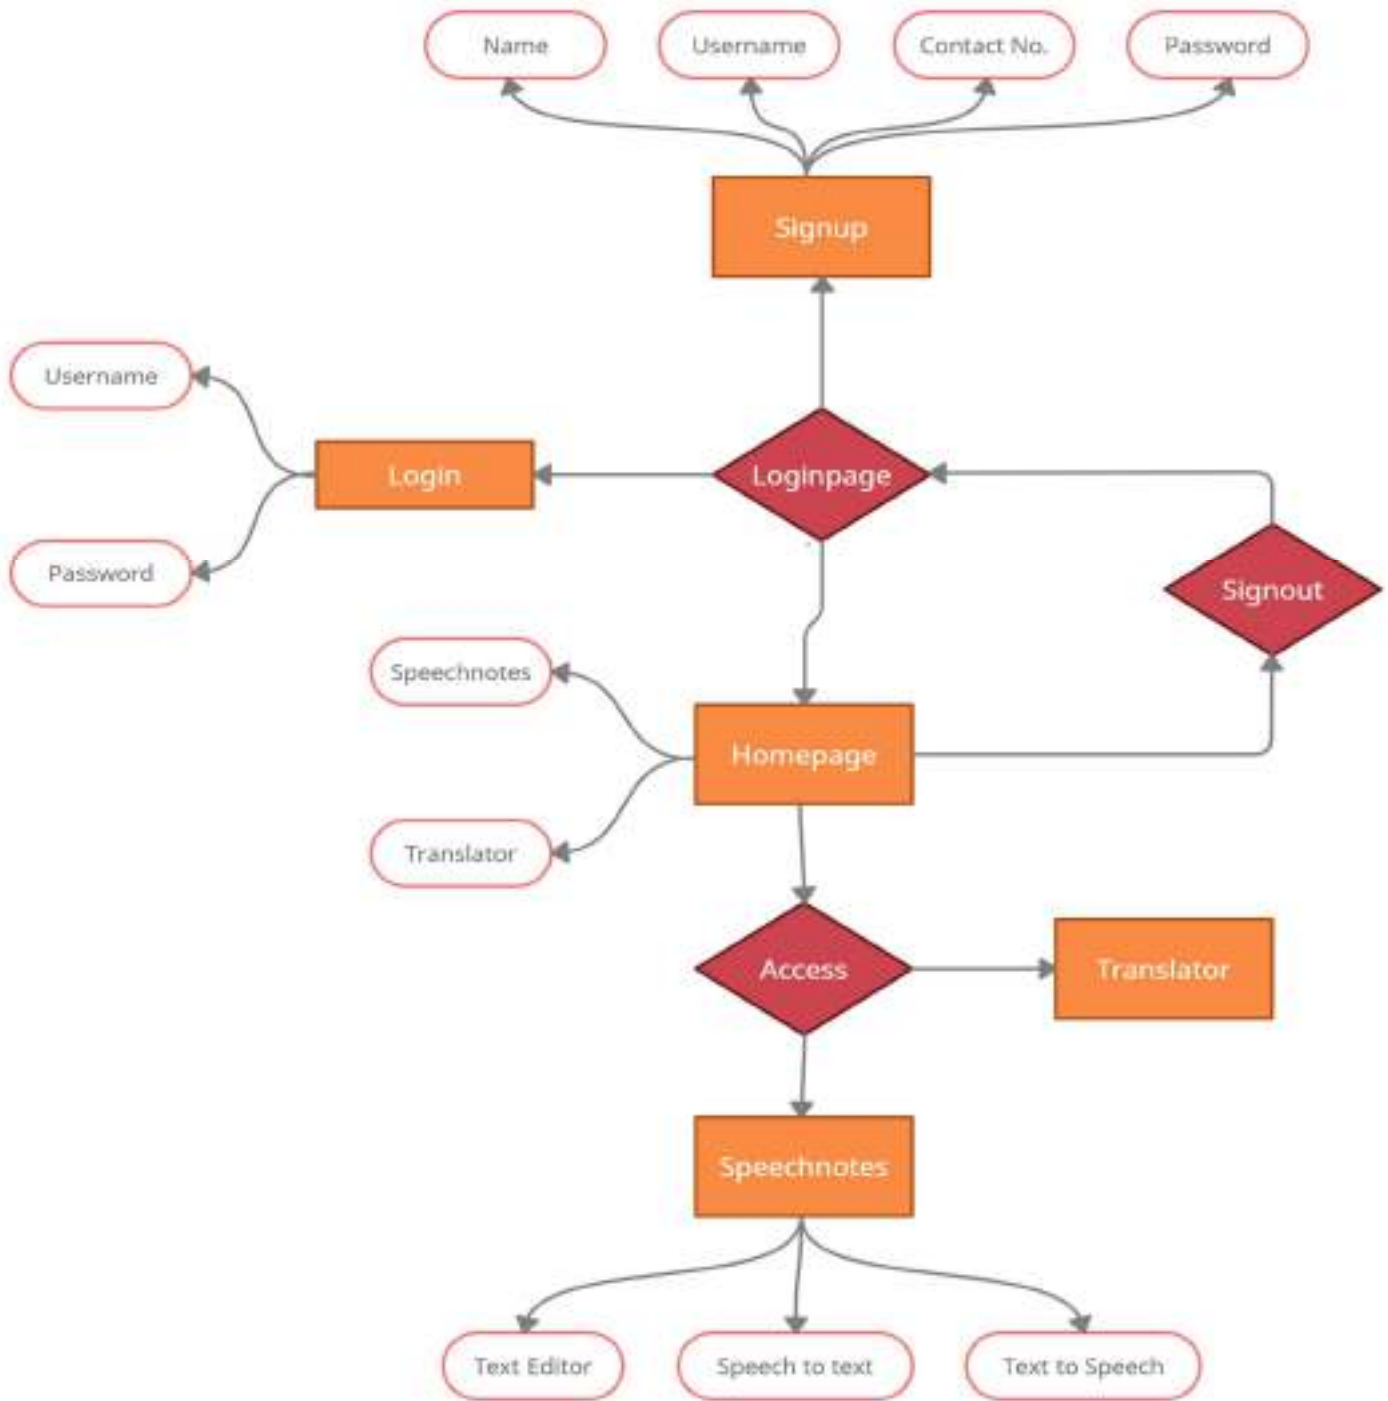 Name
Username
Contact No.
Password
Signup
Username
Login
Loginpage
Password
Signout
Speechnotes
Homepage
Translator
Access
Translator
Speechnotes
Text Editor
Speech to text
Text to Speech